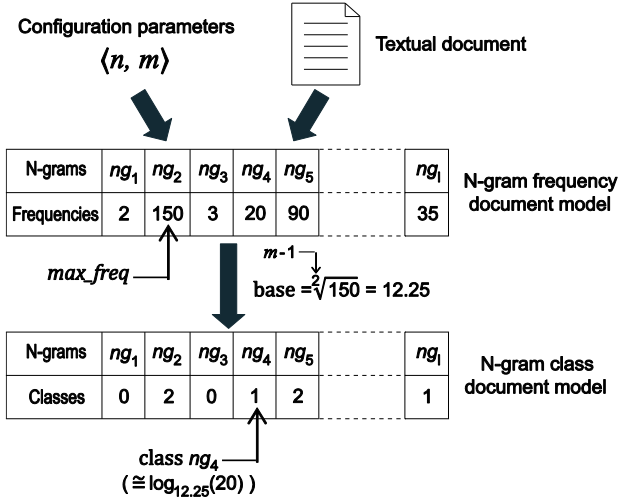 Configuration parameters
⟨n, m⟩
Textual document
N-grams ng1 ng2 ng3 ng4 ng5 ngl
Frequencies 2 150 3 20 90 35
N-gram frequency
document model
max_freq
m-1
base = ²√150 = 12.25
N-grams ng1 ng2 ng3 ng4 ng5 ngl
Classes 0 2 0 1 2 1
N-gram class
document model
class ng4
( ≅log12.25(20) )